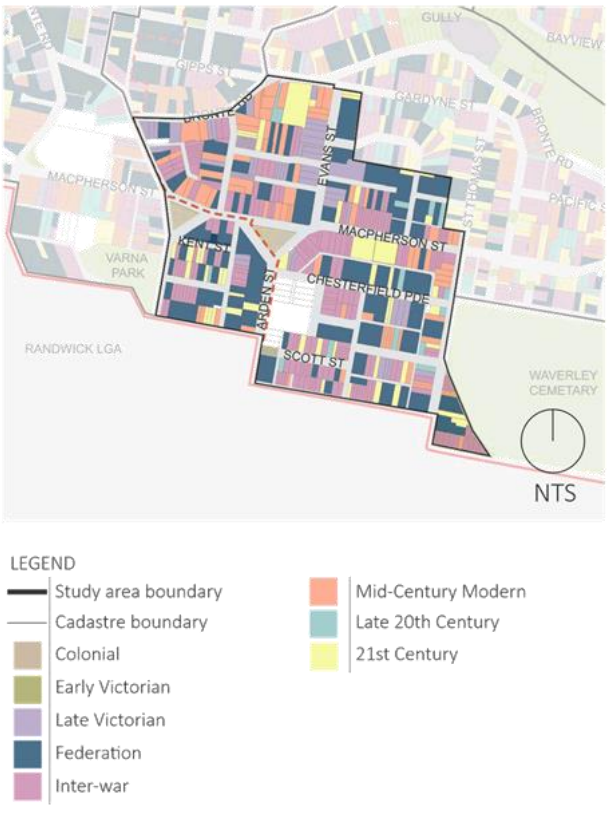 GULLY
BAYVIEW
GIPPS ST
BRONTE RD
GARDYNE ST
BRONTE RD
EVANS ST
ST THOMAS ST
MACPHERSON ST
PACIFIC S
MACPHERSON ST
KENT ST
VARNA
PARK
ARDEN ST
CHESTERFIELD PDE
RANDWICK LGA
SCOTT ST
WAVERLEY
CEMETARY
NTS
LEGEND
Study area boundary
Cadastre boundary
Colonial
Early Victorian
Late Victorian
Federation
Inter-war
Mid-Century Modern
Late 20th Century
21st Century